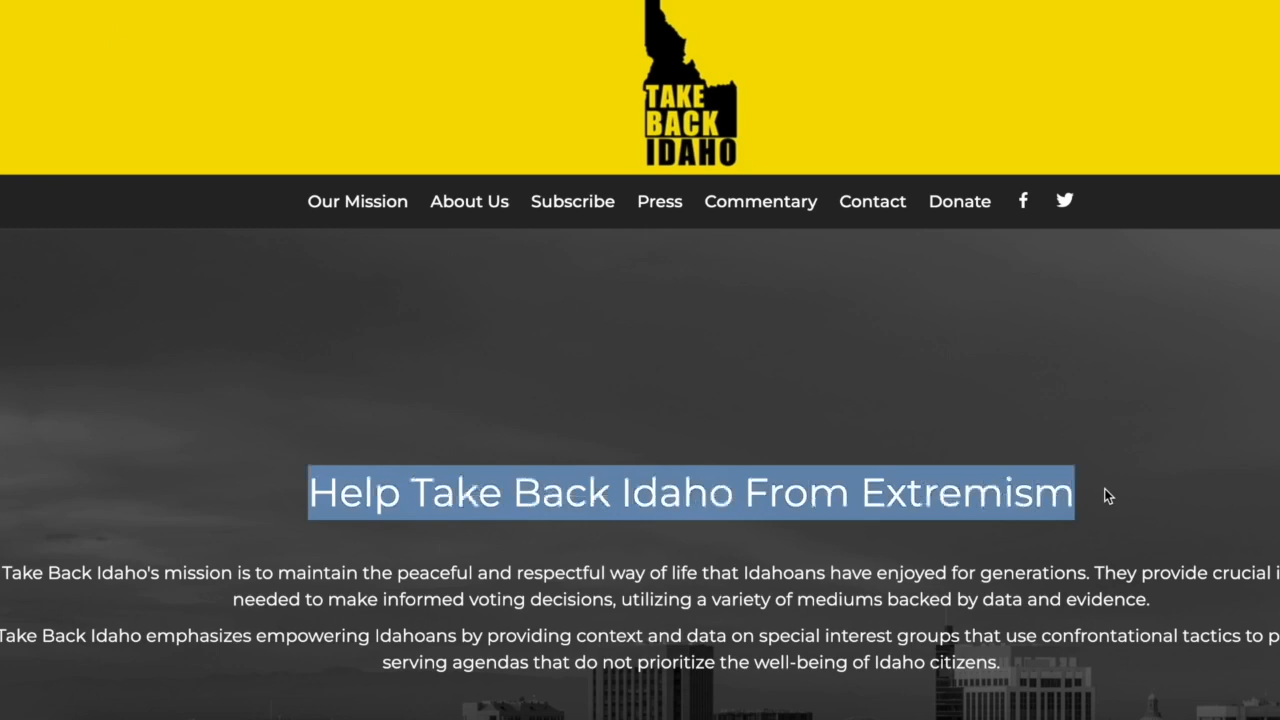 TAKE
BACK
IDAHO
Our Mission About Us Subscribe Press Commentary Contact Donate
Help Take Back Idaho From Extremism
Take Back Idaho's mission is to maintain the peaceful and respectful way of life that Idahoans have enjoyed for generations. They provide crucial
needed to make informed voting decisions, utilizing a variety of mediums backed by data and evidence.
Take Back Idaho emphasizes empowering Idahoans by providing context and data on special interest groups that use confrontational tactics to
serving agendas that do not prioritize the well-being of Idaho citizens.